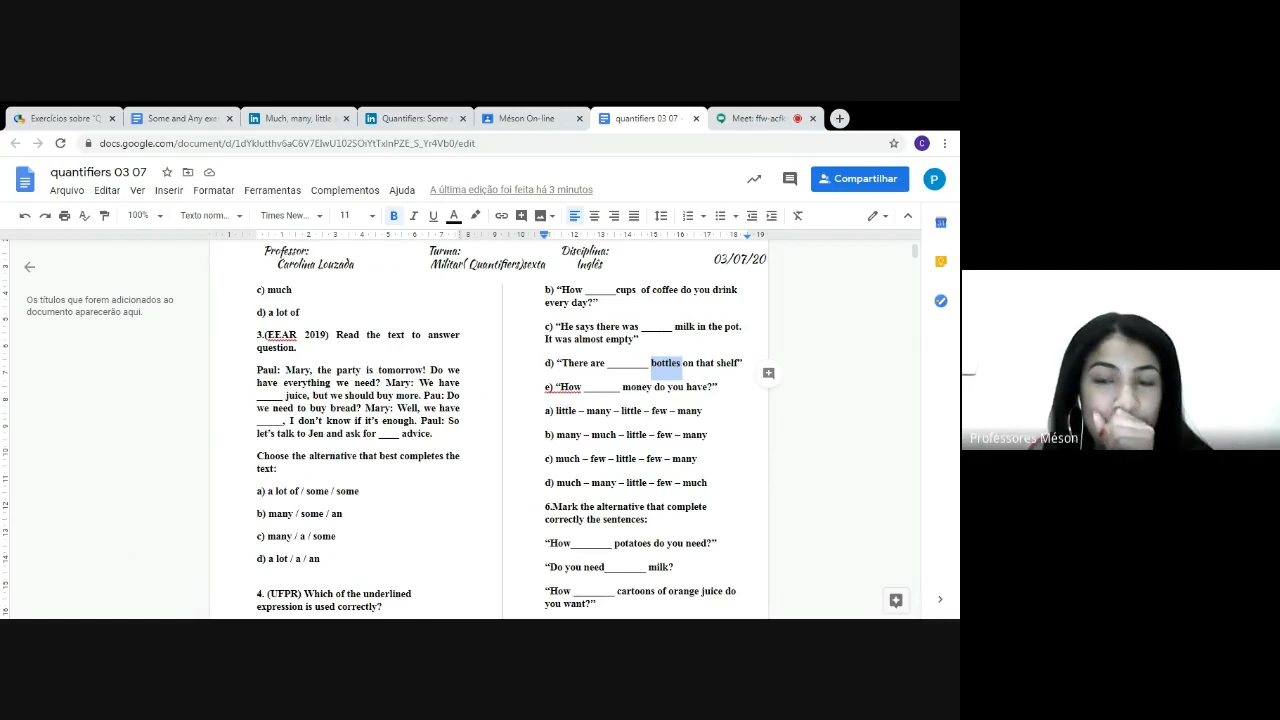 Exercícios sobre "Q
Some and Any exe
Much, many, little
Quantifiers: Some
Méson On-line
quantifiers 03 07 -
Meet: ffw-acfk
docs.google.com/document/d/
/edit
quantifiers 03 07
Arquivo Editar Ver Inserir Formatar Ferramentas Complementos Ajuda A última edição foi feita há 3 minutos
Compartilhar
P
100% Texto norm... Times New... 11 B I U A
Os títulos que forem adicionados ao
documento aparecerão aqui.
Professor: Turma: Disciplina:
Carolina Louzada Militar( Quantifiers)sexta Inglês 03/07/20
c) much
d) a lot of
3.(EEAR 2019) Read the text to answer
question.
Paul: Mary, the party is tomorrow! Do we
have everything we need? Mary: We have
_____ juice, but we should buy more. Pau: Do
we need to buy bread? Mary: Well, we have
_____, I don't know if it's enough. Paul: So
let's talk to Jen and ask for ____ advice.
Choose the alternative that best completes the
text:
a) a lot of / some / some
b) many / some / an
c) many / a / some
d) a lot / a / an
4. (UFPR) Which of the underlined
expression is used correctly?
b) “How ______cups of coffee do you drink
every day?”
c) “He says there was ______ milk in the pot.
It was almost empty”
d) “There are ________ bottles on that shelf”
e) “How _______ money do you have?”
a) little – many – little – few – many
b) many – much – little – few – many
c) much – few – little – few – many
d) much – many – little – few – much
6.Mark the alternative that complete
correctly the sentences:
“How________ potatoes do you need?”
“Do you need________ milk?
“How ________ cartoons of orange juice do
you want?”
Professores Méson